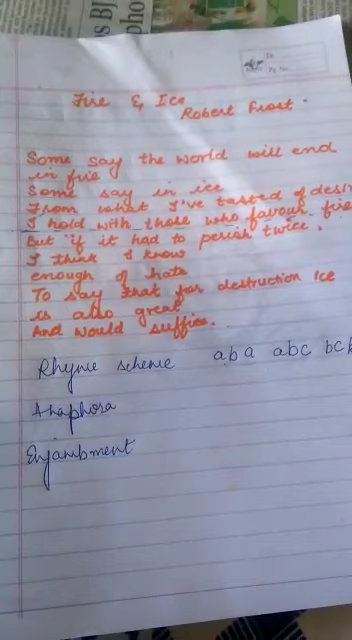 Fire & Ice
Robert Frost.
Some say the world will end
in fire
Some say in ice
From what I've tasted of desir
I hold with those who favour fire
But if it had to perish twice.
I think I know
enough of hate
To say that for destruction Ice
is also great
And would suffice.
Rhyme scheme aba abc bcb
Anaphora
Enjambment